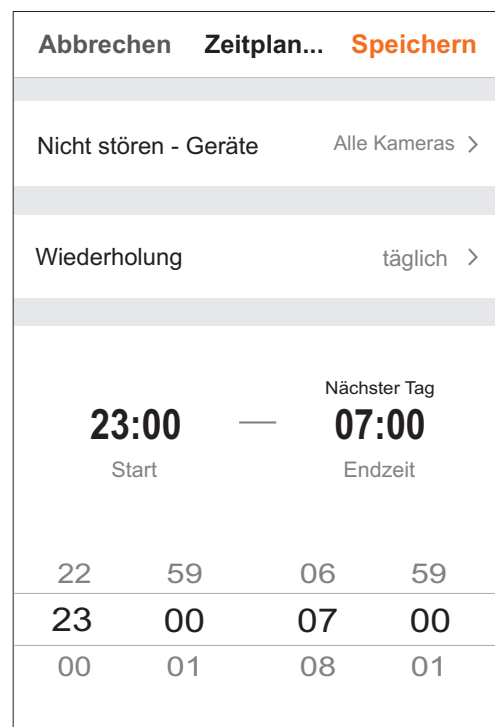 Abbrechen Zeitplan... Speichern
Nicht stören - Geräte Alle Kameras >
Wiederholung täglich >
Nächster Tag
23:00 — 07:00
Start Endzeit
22 59 06 59
23 00 07 00
00 01 08 01